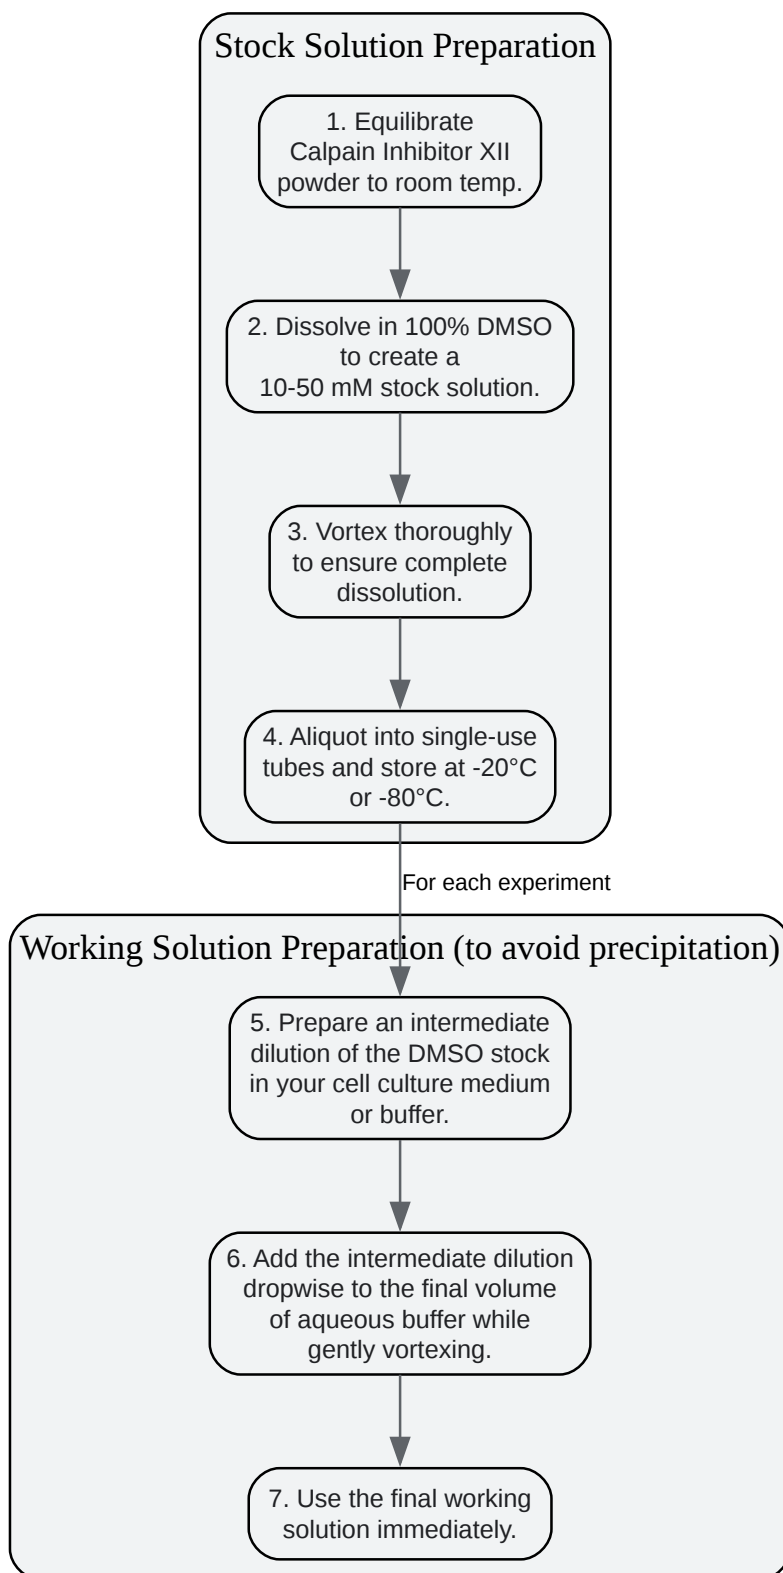 Stock Solution Preparation
1. Equilibrate
Calpain Inhibitor XII
powder to room temp.
2. Dissolve in 100% DMSO
to create a
10-50 mM stock solution.
3. Vortex thoroughly
to ensure complete
dissolution.
4. Aliquot into single-use
tubes and store at -20°C
or -80°C.
For each experiment
Working Solution Preparation (to avoid precipitation)
5. Prepare an intermediate
dilution of the DMSO stock
in your cell culture medium
or buffer.
6. Add the intermediate dilution
dropwise to the final volume
of aqueous buffer while
gently vortexing.
7. Use the final working
solution immediately.